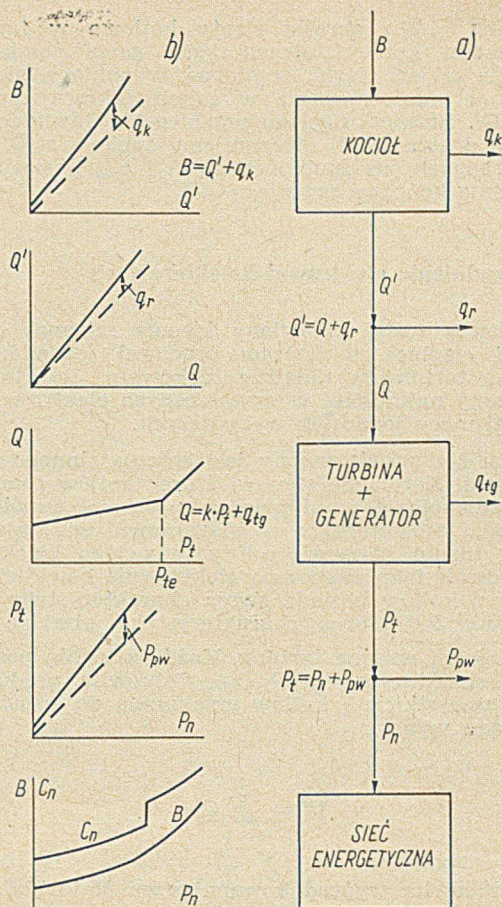 b)
B
q_k
B=Q'+q_k
Q'
Q'
q_r
Q
Q
Q=k·P_t+q_tg
P_t
P_te
P_t
P_pw
P_n
B C_n
C_n
B
P_n
a)
B
KOCIOŁ
q_k
Q'
Q'=Q+q_r
q_r
Q
TURBINA
+
GENERATOR
q_tg
P_t
P_t=P_n+P_pw
P_pw
P_n
SIEĆ
ENERGETYCZNA